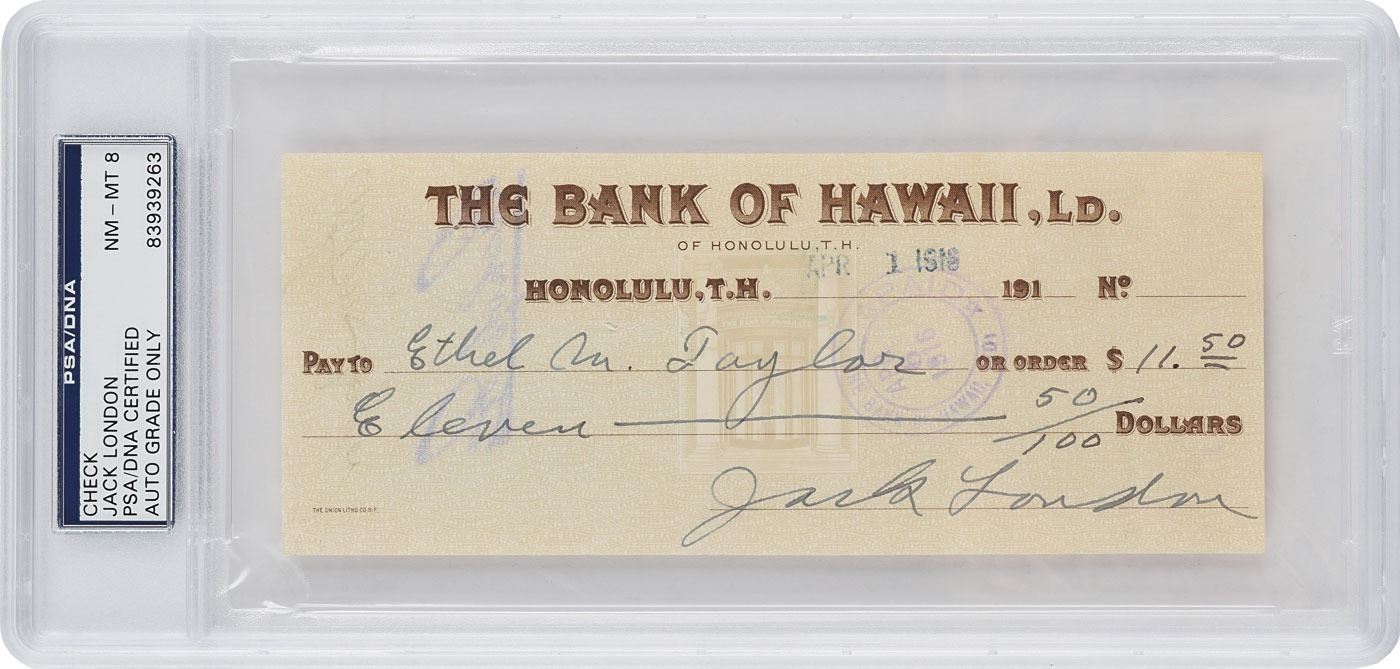 PSA/DNA
CHECK
JACK LONDON
PSA/DNA CERTIFIED
AUTO GRADE ONLY
NM - MT 8
83939263
THE BANK OF HAWAII, LD.
OF HONOLULU, T.H.
APR 1 1916
HONOLULU, T.H. 191 No.
PAY TO Ethel M. Taylor OR ORDER $ 11. 50
Eleven 50/100 DOLLARS
Jack London
THE UNION LITHO. CO. S.F.